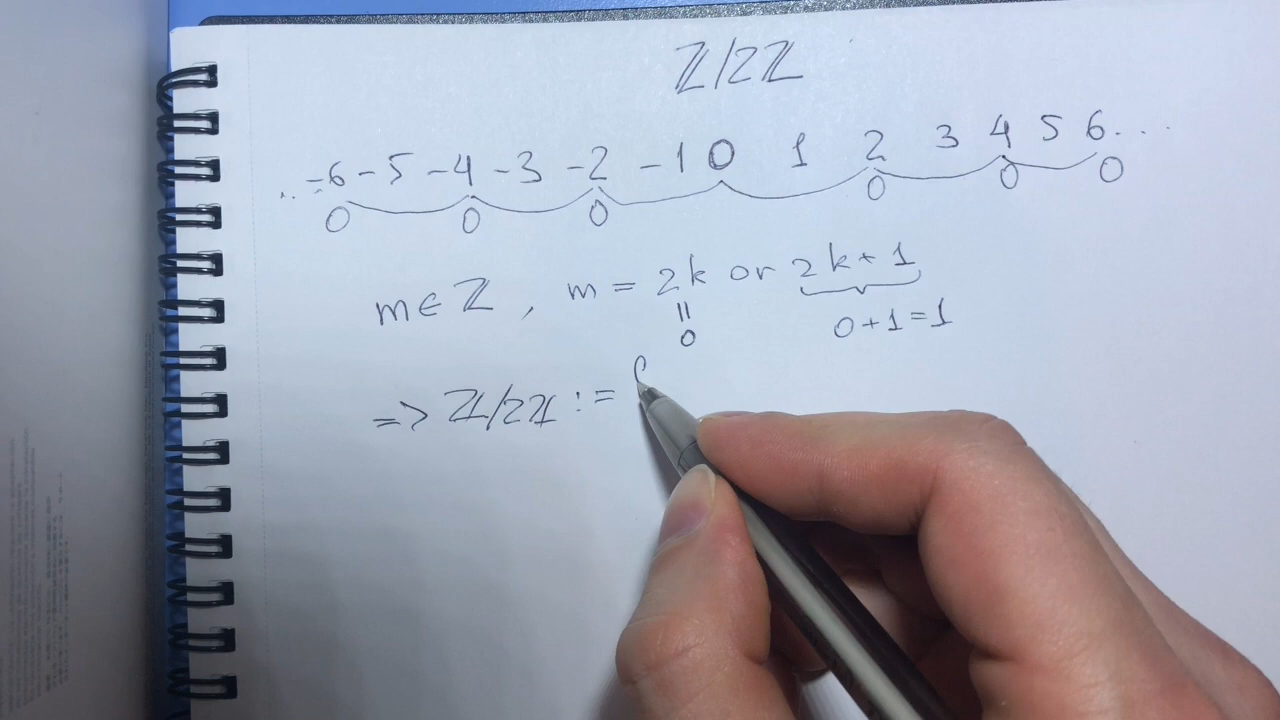 ℤ/2ℤ
. . -6 -5 -4 -3 -2 -1 0 1 2 3 4 5 6 . . .
0 0 0 0 0 0
m ∈ ℤ , m = 2k or 2k+1
=
0 0+1=1
=> ℤ/2ℤ :=